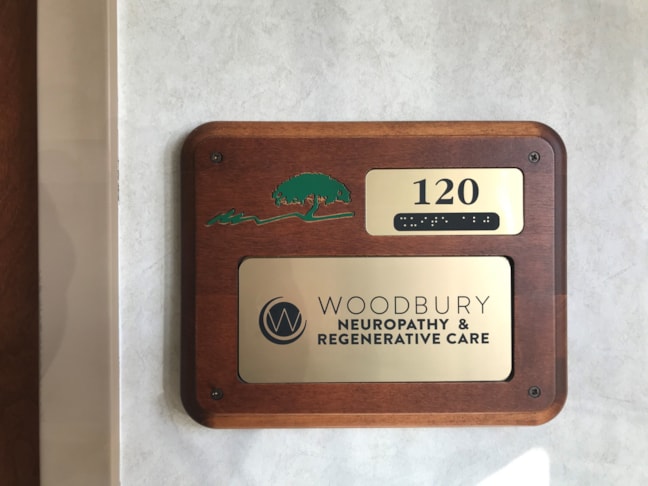 120
WOODBURY
NEUROPATHY &
REGENERATIVE CARE